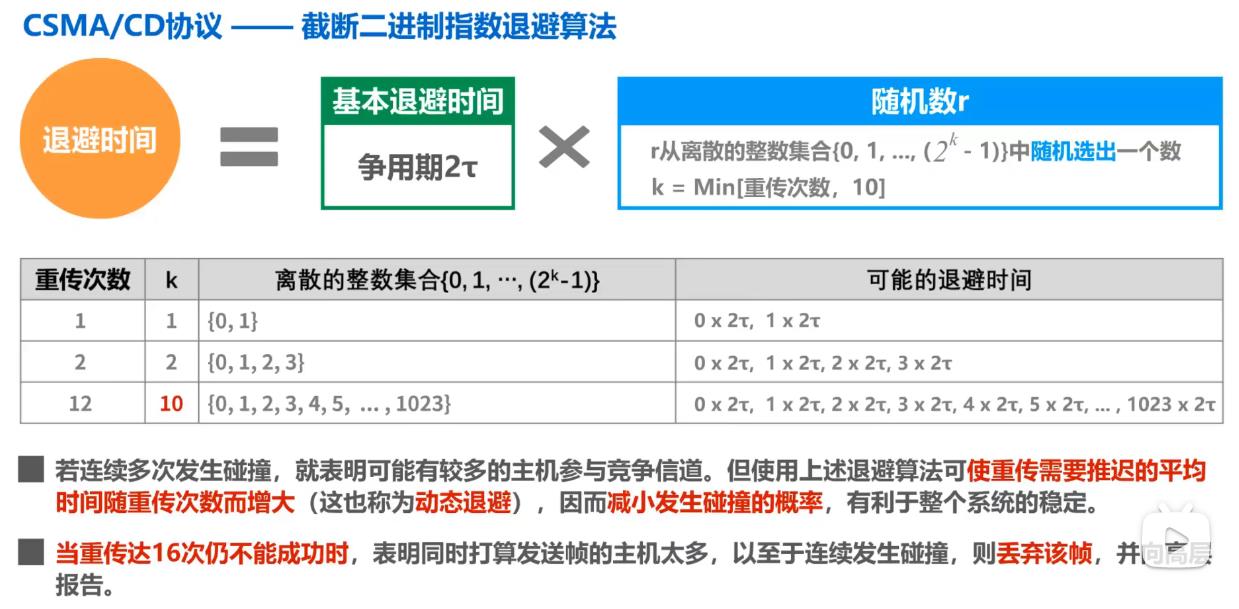 CSMA/CD协议 —— 截断二进制指数退避算法
退避时间
=
基本退避时间
争用期2τ
×
随机数r
r从离散的整数集合{0, 1, ..., (2^k - 1)}中随机选出一个数
k = Min[重传次数，10]
重传次数 k 离散的整数集合{0, 1, ⋯, (2ᵏ-1)} 可能的退避时间
1 1 {0, 1} 0 x 2τ, 1 x 2τ
2 2 {0, 1, 2, 3} 0 x 2τ, 1 x 2τ, 2 x 2τ, 3 x 2τ
12 10 {0, 1, 2, 3, 4, 5, ... , 1023} 0 x 2τ, 1 x 2τ, 2 x 2τ, 3 x 2τ, 4 x 2τ, 5 x 2τ, ... , 1023 x 2τ
若连续多次发生碰撞，就表明可能有较多的主机参与竞争信道。但使用上述退避算法可使重传需要推迟的平均
时间随重传次数而增大（这也称为动态退避），因而减小发生碰撞的概率，有利于整个系统的稳定。
当重传达16次仍不能成功时，表明同时打算发送帧的主机太多，以至于连续发生碰撞，则丢弃该帧，并向高层
报告。